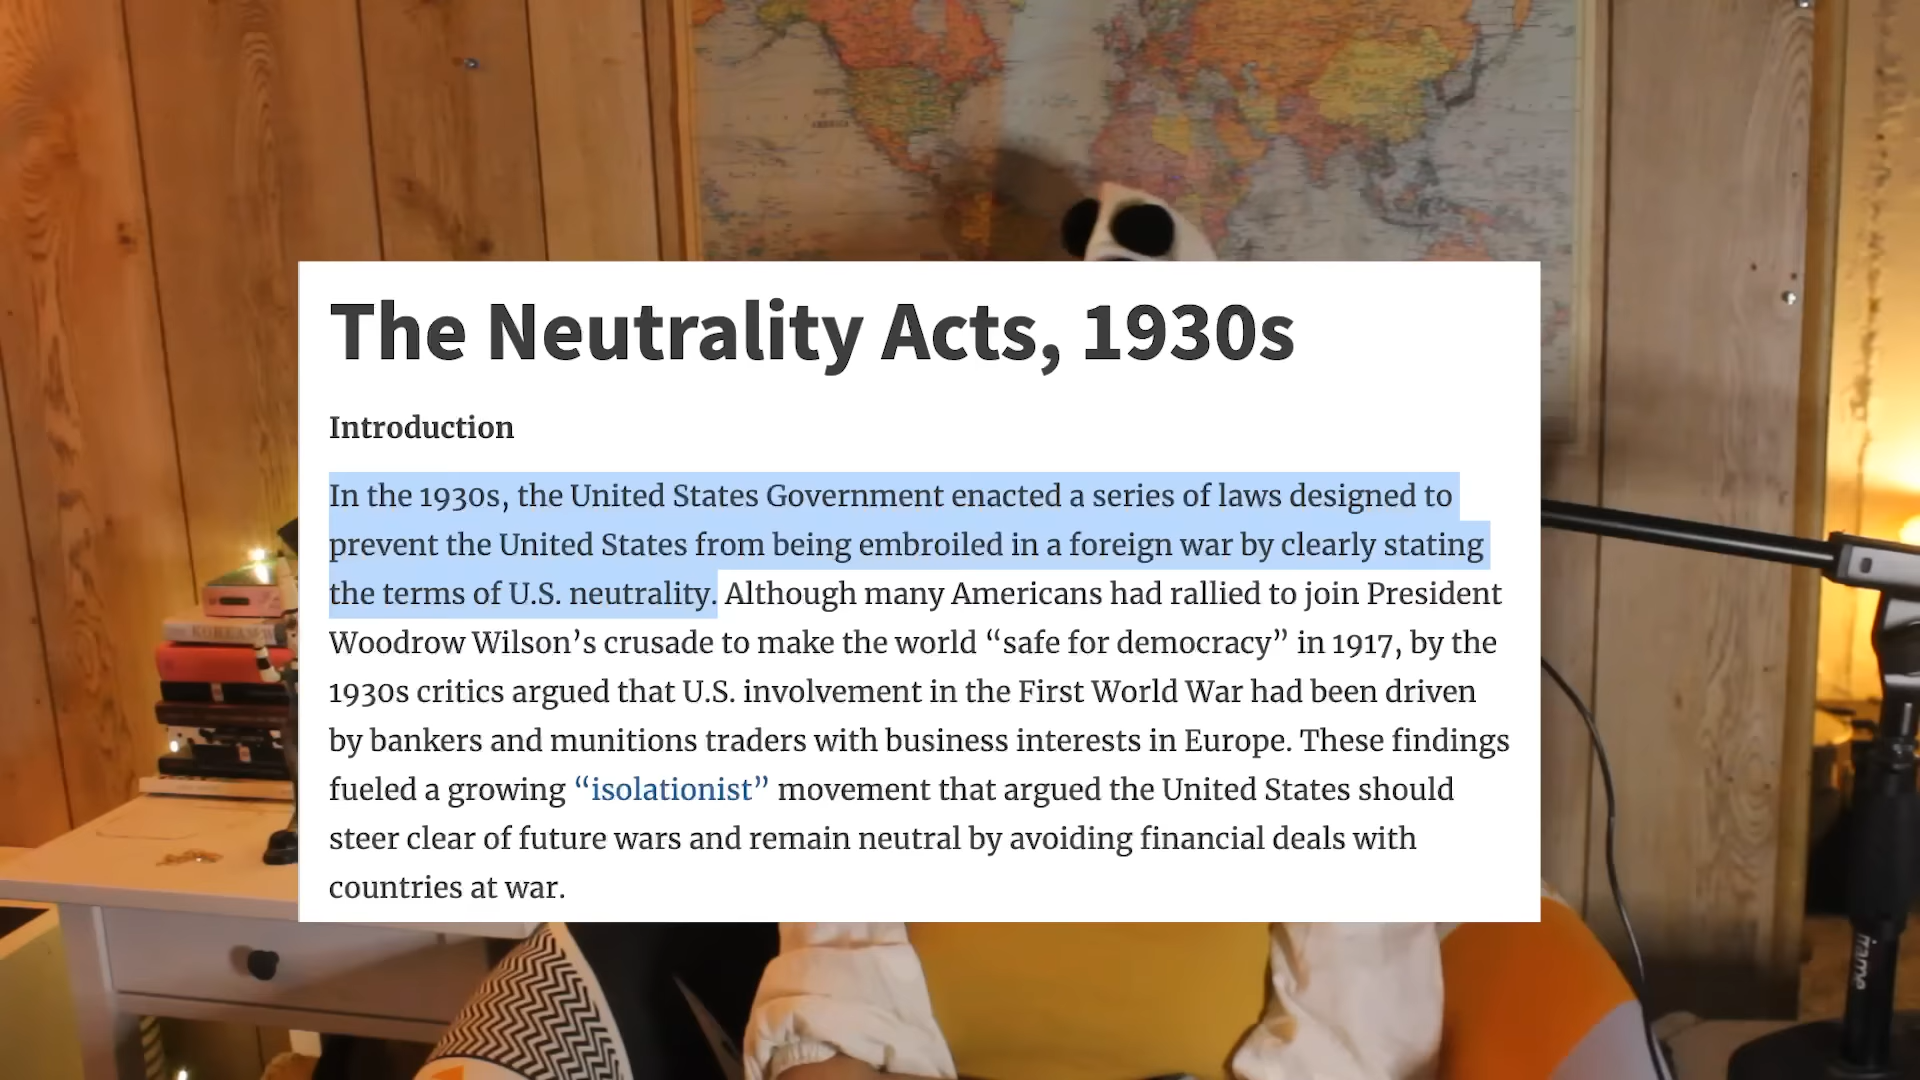 The Neutrality Acts, 1930s
Introduction
In the 1930s, the United States Government enacted a series of laws designed to
prevent the United States from being embroiled in a foreign war by clearly stating
the terms of U.S. neutrality. Although many Americans had rallied to join President
Woodrow Wilson’s crusade to make the world “safe for democracy” in 1917, by the
1930s critics argued that U.S. involvement in the First World War had been driven
by bankers and munitions traders with business interests in Europe. These findings
fueled a growing “isolationist” movement that argued the United States should
steer clear of future wars and remain neutral by avoiding financial deals with
countries at war.
KOREAN
frame